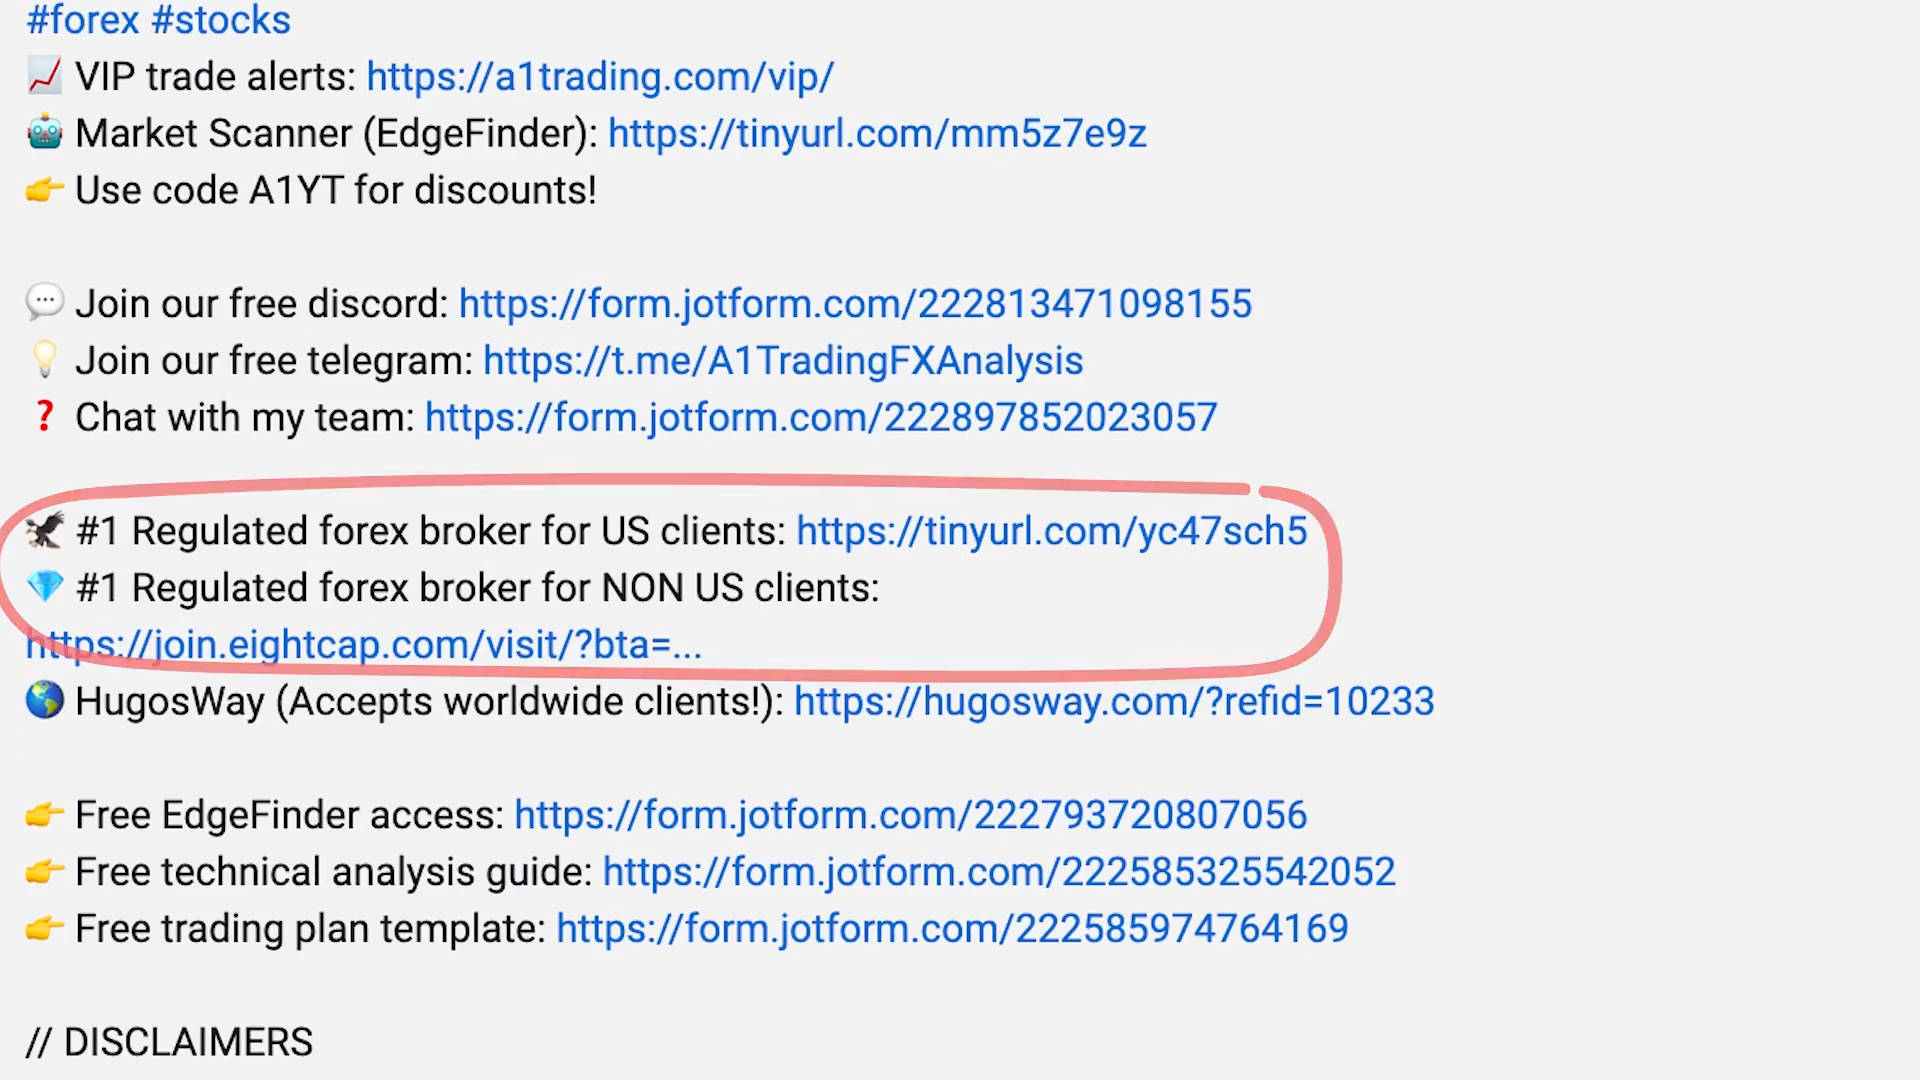 #forex #stocks
📈 VIP trade alerts: https://a1trading.com/vip/
🤖 Market Scanner (EdgeFinder): https://tinyurl.com/mm5z7e9z
👉 Use code A1YT for discounts!
💬 Join our free discord: https://form.jotform.com/222813471098155
💡 Join our free telegram: https://t.me/A1TradingFXAnalysis
❓ Chat with my team: https://form.jotform.com/222897852023057
🦅 #1 Regulated forex broker for US clients: https://tinyurl.com/yc47sch5
💎 #1 Regulated forex broker for NON US clients:
https://join.eightcap.com/visit/?bta=...
🌎 HugosWay (Accepts worldwide clients!): https://hugosway.com/?refid=10233
👉 Free EdgeFinder access: https://form.jotform.com/222793720807056
👉 Free technical analysis guide: https://form.jotform.com/222585325542052
👉 Free trading plan template: https://form.jotform.com/222585974764169
// DISCLAIMERS